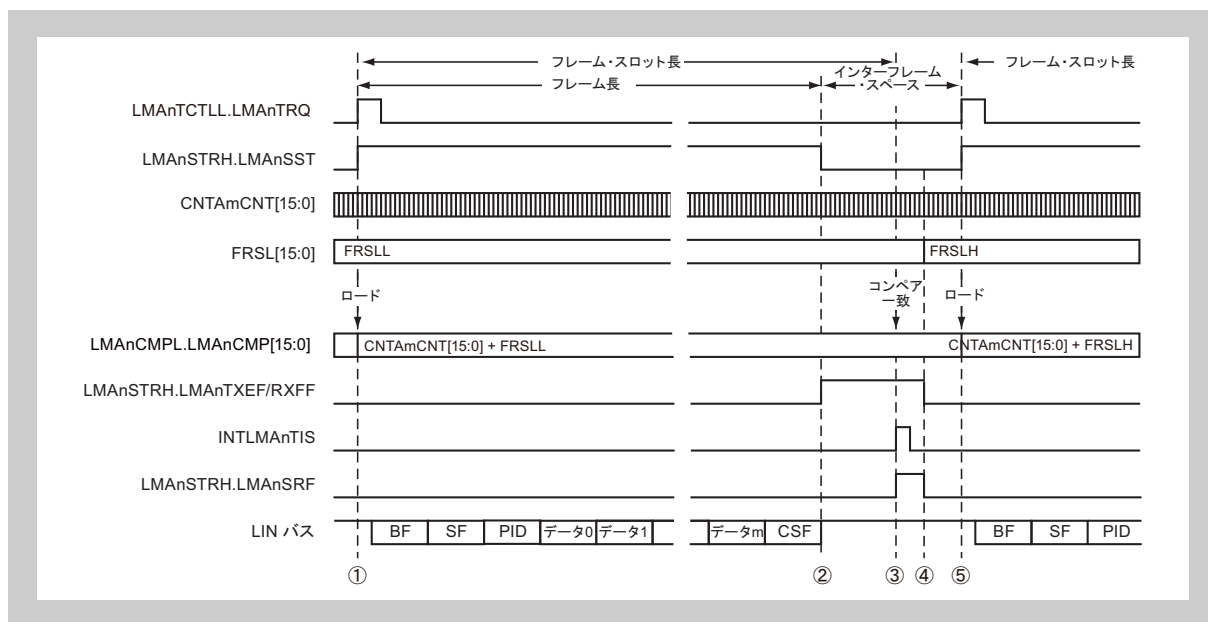 フレーム・スロット長
フレーム・スロット長
インターフレーム
・スペース
フレーム長
LMAnTCTLL.LMAnTRQ
LMAnSTRH.LMAnSST
CNTAmCNT[15:0]
FRSL[15:0]
FRSLL
FRSLH
ロード
コンペア
一致
ロード
LMAnCMPL.LMAnCMP[15:0]
CNTAmCNT[15:0] + FRSLL
CNTAmCNT[15:0] + FRSLH
LMAnSTRH.LMAnTXEF/RXFF
INTLMAnTIS
LMAnSTRH.LMAnSRF
LIN バス
BF
SF
PID
データ0
データ1
データm
CSF
BF
SF
PID
① ② ③ ④ ⑤